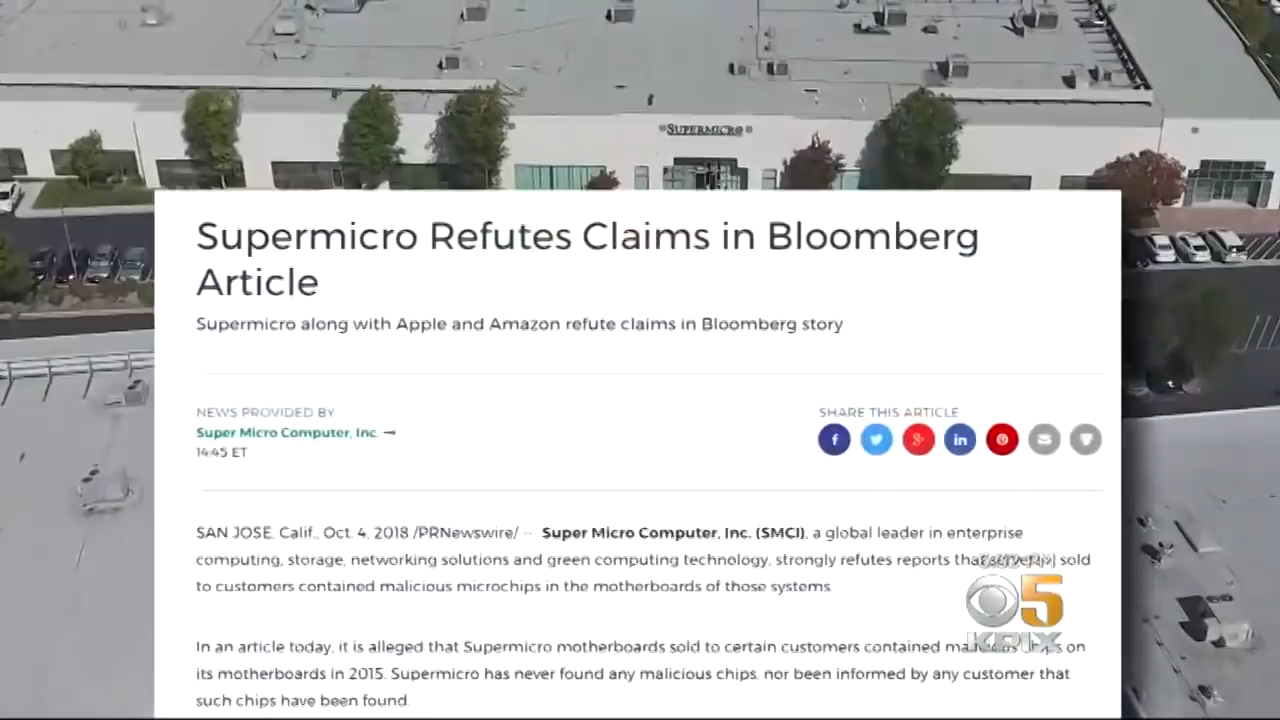 SUPERMICRO
Supermicro Refutes Claims in Bloomberg
Article
Supermicro along with Apple and Amazon refute claims in Bloomberg story
NEWS PROVIDED BY
Super Micro Computer, Inc. →
14:45 ET
SHARE THIS ARTICLE
SAN JOSE, Calif., Oct. 4, 2018 /PRNewswire/ -- Super Micro Computer, Inc. (SMCI), a global leader in enterprise
computing, storage, networking solutions and green computing technology, strongly refutes reports that sold
to customers contained malicious microchips in the motherboards of those systems.
In an article today, it is alleged that Supermicro motherboards sold to certain customers contained on
its motherboards in 2015. Supermicro has never found any malicious chips, nor been informed by any customer that
such chips have been found.
5
KPIX